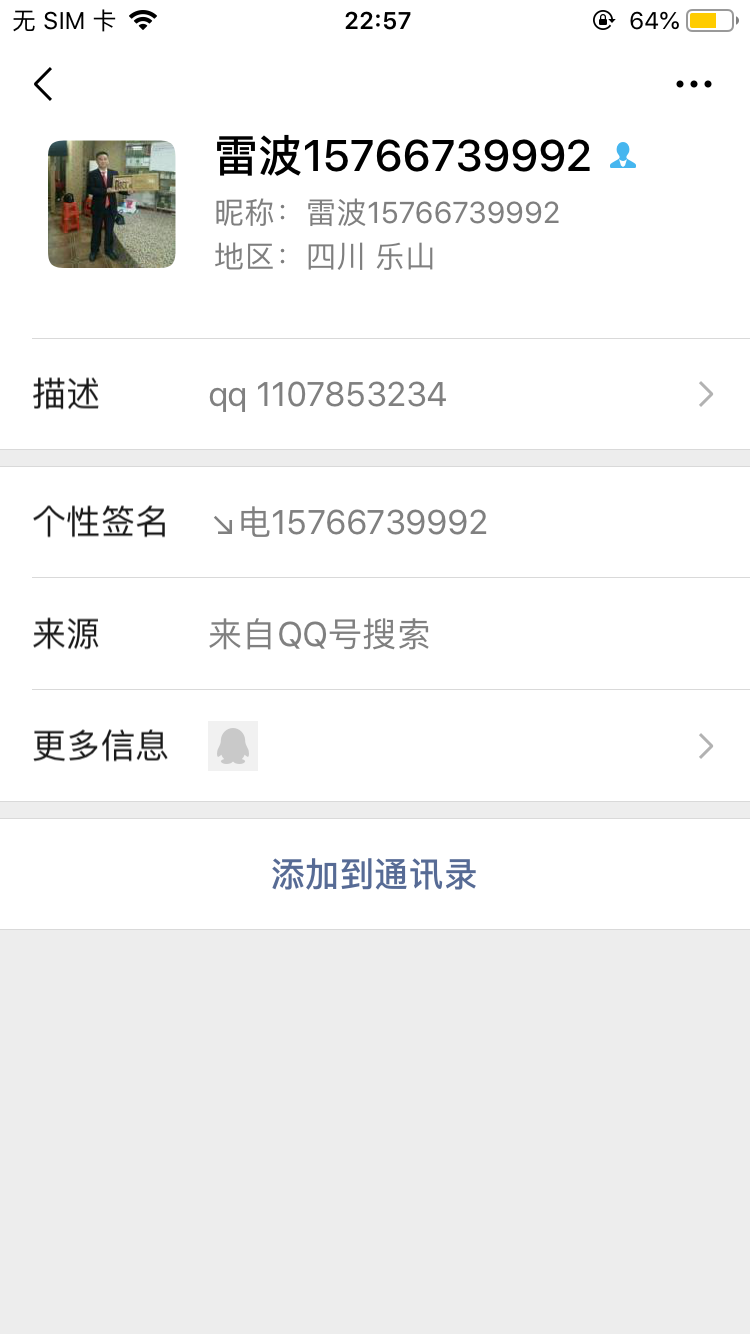 无 SIM 卡
22:57
64%
雷波15766739992
昵称：雷波15766739992
地区：四川 乐山
描述
qq 1107853234
个性签名
↘电15766739992
来源
来自QQ号搜索
更多信息
添加到通讯录